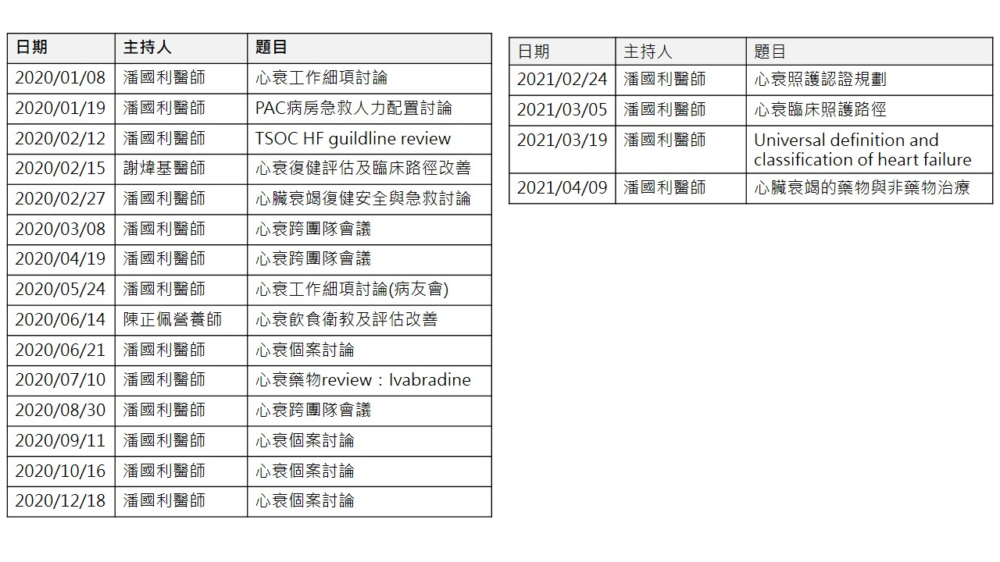 日期 主持人 題目
2020/01/08 潘國利醫師 心衰工作細項討論
2020/01/19 潘國利醫師 PAC病房急救人力配置討論
2020/02/12 潘國利醫師 TSOC HF guildline review
2020/02/15 謝煒基醫師 心衰復健評估及臨床路徑改善
2020/02/27 潘國利醫師 心臟衰竭復健安全與急救討論
2020/03/08 潘國利醫師 心衰跨團隊會議
2020/04/19 潘國利醫師 心衰跨團隊會議
2020/05/24 潘國利醫師 心衰工作細項討論(病友會)
2020/06/14 陳正佩營養師 心衰飲食衛教及評估改善
2020/06/21 潘國利醫師 心衰個案討論
2020/07/10 潘國利醫師 心衰藥物review：Ivabradine
2020/08/30 潘國利醫師 心衰跨團隊會議
2020/09/11 潘國利醫師 心衰個案討論
2020/10/16 潘國利醫師 心衰個案討論
2020/12/18 潘國利醫師 心衰個案討論
日期 主持人 題目
2021/02/24 潘國利醫師 心衰照護認證規劃
2021/03/05 潘國利醫師 心衰臨床照護路徑
2021/03/19 潘國利醫師 Universal definition and
classification of heart failure
2021/04/09 潘國利醫師 心臟衰竭的藥物與非藥物治療